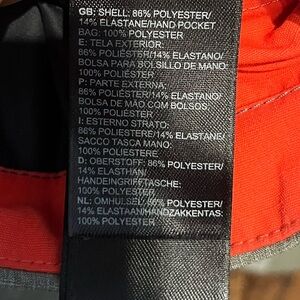 GB: SHELL: 86% POLYESTER/
14% ELASTANE/HAND POCKET
BAG: 100% POLYESTER
E: TELA EXTERIOR:
86% POLIÉSTER/14% ELASTANO/
BOLSA PARA BOLSILLO DE MANO:
100% POLIÉSTER
P: PARTE EXTERNA:
86% POLIÉSTER/14% ELASTANO/
BOLSA DE MÃO COM BOLSOS:
100% POLIÉSTER
I: ESTERNO STRATO:
86% POLIESTERE/14% ELASTANE/
SACCO TASCA MANO:
100% POLIESTERE
D: OBERSTOFF: 86% POLYESTER/
14% ELASTHAN/
HANDEINGRIFFTASCHE:
100% POLYESTER
NL: OMHULSEL: 86% POLYESTER/
14% ELASTAAN/HANDZAKKENTAS:
100% POLYESTER